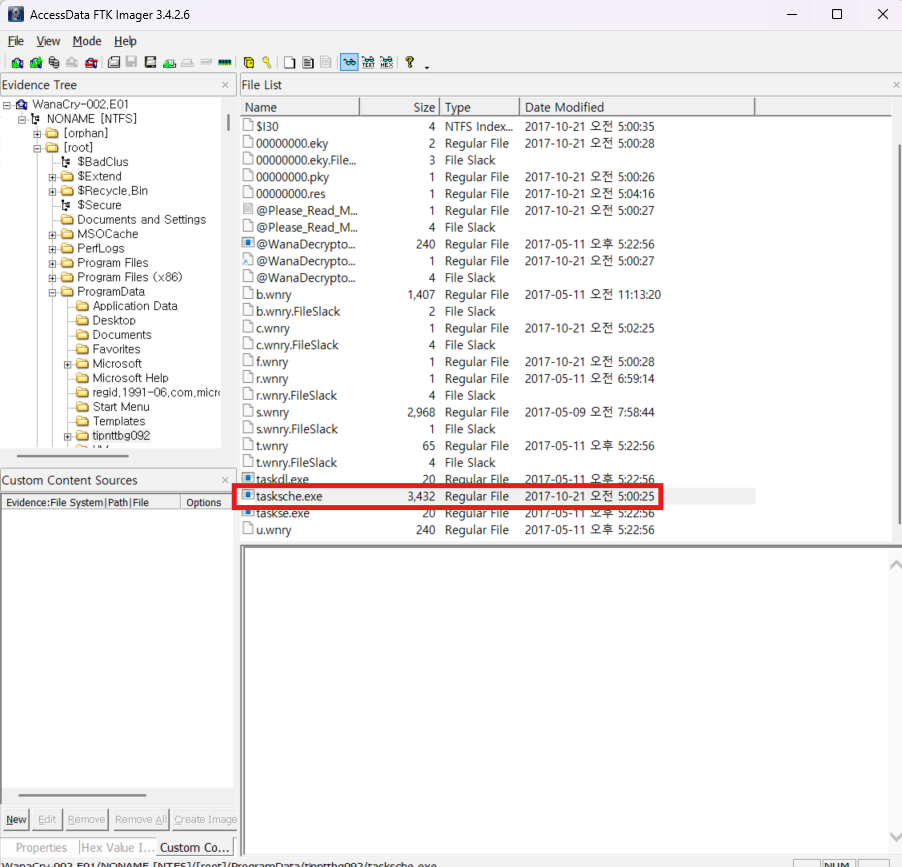 AccessData FTK Imager 3.4.2.6
File View Mode Help
Evidence Tree
WanaCry-002,E01
NONAME [NTFS]
[orphan]
[root]
$BadClus
$Extend
$Recycle,Bin
$Secure
Documents and Settings
MSOCache
PerfLogs
Program Files
Program Files (x86)
ProgramData
Application Data
Desktop
Documents
Favorites
Microsoft
Microsoft Help
regid,1991-06,com,micro
Start Menu
Templates
tipnttbg092
File List
Name Size Type Date Modified
$I30 4 NTFS Index... 2017-10-21 오전 5:00:35
00000000.eky 2 Regular File 2017-10-21 오전 5:00:28
00000000.eky.File... 3 File Slack
00000000.pky 1 Regular File 2017-10-21 오전 5:00:26
00000000.res 1 Regular File 2017-10-21 오전 5:04:16
@Please_Read_M... 1 Regular File 2017-10-21 오전 5:00:27
@Please_Read_M... 4 File Slack
@WanaDecrypto... 240 Regular File 2017-05-11 오후 5:22:56
@WanaDecrypto... 1 Regular File 2017-10-21 오전 5:00:27
@WanaDecrypto... 4 File Slack
b.wnry 1,407 Regular File 2017-05-11 오전 11:13:20
b.wnry.FileSlack 2 File Slack
c.wnry 1 Regular File 2017-10-21 오전 5:02:25
c.wnry.FileSlack 4 File Slack
f.wnry 1 Regular File 2017-10-21 오전 5:00:28
r.wnry 1 Regular File 2017-05-11 오전 6:59:14
r.wnry.FileSlack 4 File Slack
s.wnry 2,968 Regular File 2017-05-09 오전 7:58:44
s.wnry.FileSlack 1 File Slack
t.wnry 65 Regular File 2017-05-11 오후 5:22:56
t.wnry.FileSlack 4 File Slack
taskdl.exe 20 Regular File 2017-05-11 오후 5:22:56
tasksche.exe 3,432 Regular File 2017-10-21 오전 5:00:25
taskse.exe 20 Regular File 2017-05-11 오후 5:22:56
u.wnry 240 Regular File 2017-05-11 오후 5:22:56
Custom Content Sources
Evidence:File System|Path|File Options
New Edit Remove Remove All Create Image
Properties Hex Value I... Custom Co...
WanaCry-002,E01/NONAME [NTFS]/[root]/ProgramData/tipnttbg092/tasksche.exe NUM